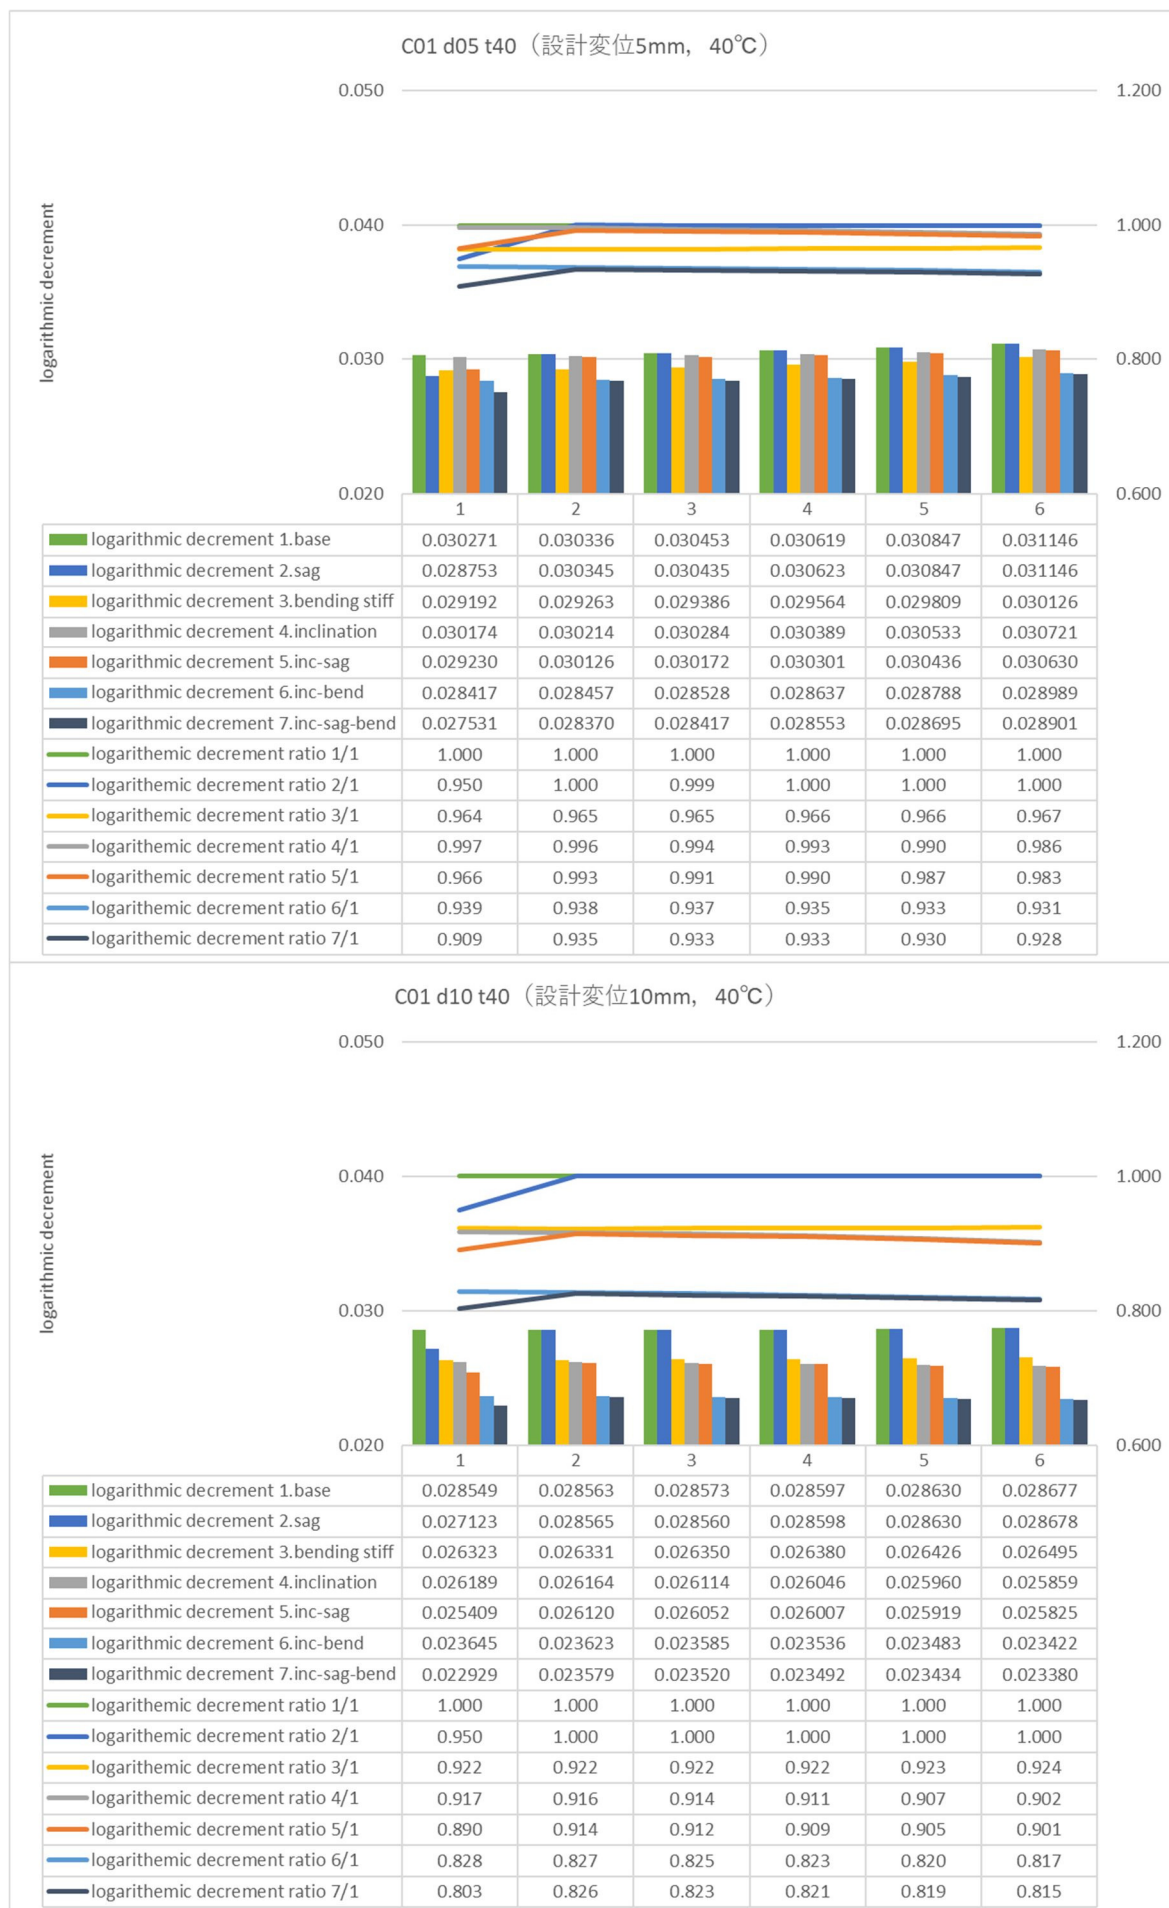 C01 d05 t40（設計変位5mm，40℃）
0.050
1.200
0.040
1.000
logarithmic decrement
0.030
0.800
0.020
0.600
1 2 3 4 5 6
logarithmic decrement 1.base 0.030271 0.030336 0.030453 0.030619 0.030847 0.031146
logarithmic decrement 2.sag 0.028753 0.030345 0.030435 0.030623 0.030847 0.031146
logarithmic decrement 3.bending stiff 0.029192 0.029263 0.029386 0.029564 0.029809 0.030126
logarithmic decrement 4.inclination 0.030174 0.030214 0.030284 0.030389 0.030533 0.030721
logarithmic decrement 5.inc-sag 0.029230 0.030126 0.030172 0.030301 0.030436 0.030630
logarithmic decrement 6.inc-bend 0.028417 0.028457 0.028528 0.028637 0.028788 0.028989
logarithmic decrement 7.inc-sag-bend 0.027531 0.028370 0.028417 0.028553 0.028695 0.028901
logarithemic decrement ratio 1/1 1.000 1.000 1.000 1.000 1.000 1.000
logarithemic decrement ratio 2/1 0.950 1.000 0.999 1.000 1.000 1.000
logarithemic decrement ratio 3/1 0.964 0.965 0.965 0.966 0.966 0.967
logarithemic decrement ratio 4/1 0.997 0.996 0.994 0.993 0.990 0.986
logarithemic decrement ratio 5/1 0.966 0.993 0.991 0.990 0.987 0.983
logarithemic decrement ratio 6/1 0.939 0.938 0.937 0.935 0.933 0.931
logarithemic decrement ratio 7/1 0.909 0.935 0.933 0.933 0.930 0.928
C01 d10 t40（設計変位10mm，40℃）
0.050
1.200
0.040
1.000
logarithmic decrement
0.030
0.800
0.020
0.600
1 2 3 4 5 6
logarithmic decrement 1.base 0.028549 0.028563 0.028573 0.028597 0.028630 0.028677
logarithmic decrement 2.sag 0.027123 0.028565 0.028560 0.028598 0.028630 0.028678
logarithmic decrement 3.bending stiff 0.026323 0.026331 0.026350 0.026380 0.026426 0.026495
logarithmic decrement 4.inclination 0.026189 0.026164 0.026114 0.026046 0.025960 0.025859
logarithmic decrement 5.inc-sag 0.025409 0.026120 0.026052 0.026007 0.025919 0.025825
logarithmic decrement 6.inc-bend 0.023645 0.023623 0.023585 0.023536 0.023483 0.023422
logarithmic decrement 7.inc-sag-bend 0.022929 0.023579 0.023520 0.023492 0.023434 0.023380
logarithemic decrement ratio 1/1 1.000 1.000 1.000 1.000 1.000 1.000
logarithemic decrement ratio 2/1 0.950 1.000 1.000 1.000 1.000 1.000
logarithemic decrement ratio 3/1 0.922 0.922 0.922 0.922 0.923 0.924
logarithemic decrement ratio 4/1 0.917 0.916 0.914 0.911 0.907 0.902
logarithemic decrement ratio 5/1 0.890 0.914 0.912 0.909 0.905 0.901
logarithemic decrement ratio 6/1 0.828 0.827 0.825 0.823 0.820 0.817
logarithemic decrement ratio 7/1 0.803 0.826 0.823 0.821 0.819 0.815